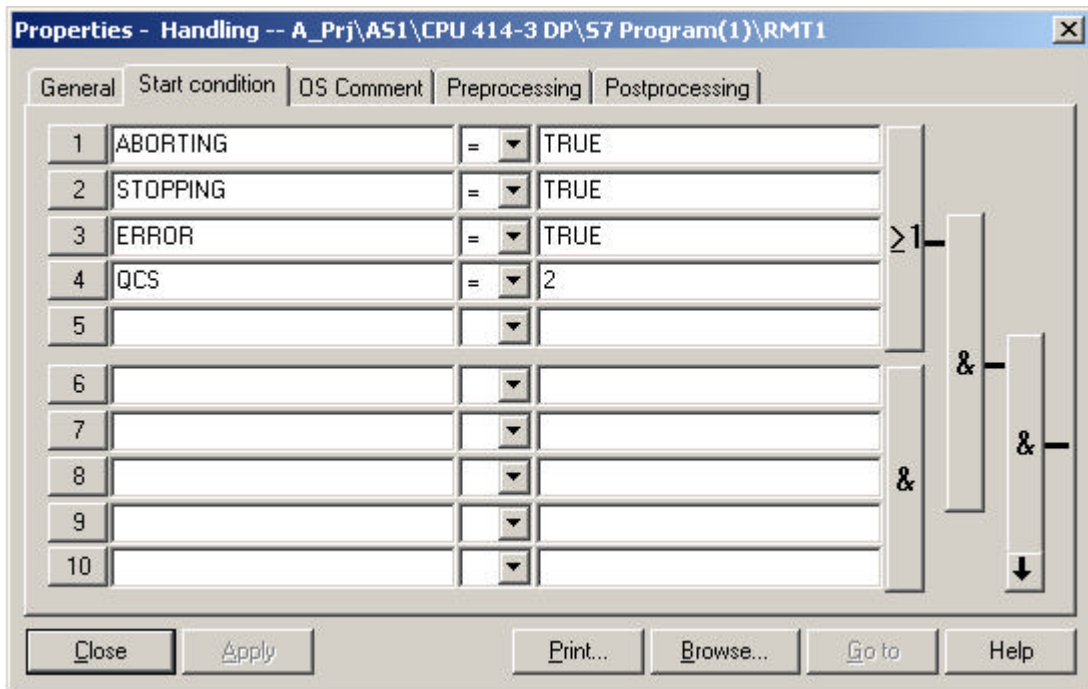 Properties - Handling -- A_Prj\AS1\CPU 414-3 DP\S7 Program(1)\RMT1
General Start condition OS Comment Preprocessing Postprocessing
1 ABORTING = TRUE
2 STOPPING = TRUE
3 ERROR = TRUE
≥1
4 QCS = 2
5
6
&
7
&
8
&
9
10
Close Apply Print... Browse... Go to Help